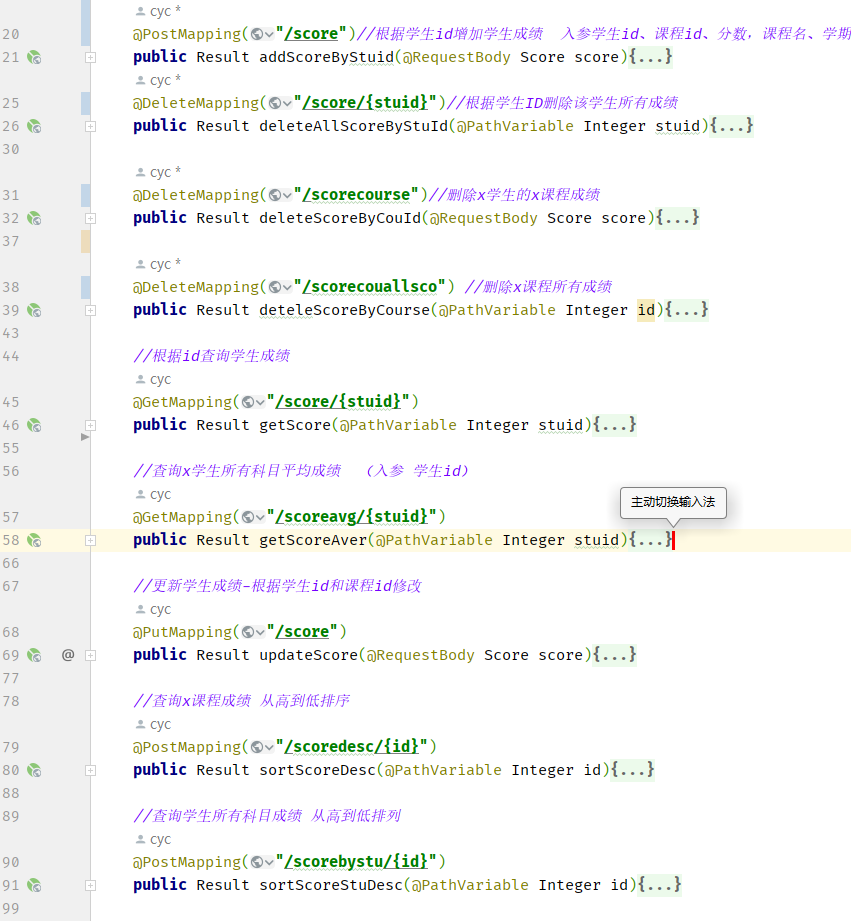 cyc *
20 @PostMapping("/score")//根据学生id增加学生成绩  入参学生id、课程id、分数，课程名、学期
21 public Result addScoreByStuid(@RequestBody Score score){...}
cyc *
25 @DeleteMapping("/score/{stuid}")//根据学生ID删除该学生所有成绩
26 public Result deleteAllScoreByStuId(@PathVariable Integer stuid){...}
30
cyc *
31 @DeleteMapping("/scorecourse")//删除x学生的x课程成绩
32 public Result deleteScoreByCouId(@RequestBody Score score){...}
37
cyc *
38 @DeleteMapping("/scorecouallsco") //删除x课程所有成绩
39 public Result deteleScoreByCourse(@PathVariable Integer id){...}
43
44 //根据id查询学生成绩
cyc
45 @GetMapping("/score/{stuid}")
46 public Result getScore(@PathVariable Integer stuid){...}
55
56 //查询x学生所有科目平均成绩  （入参 学生id）
cyc
主动切换输入法
57 @GetMapping("/scoreavg/{stuid}")
58 public Result getScoreAver(@PathVariable Integer stuid){...}
66
67 //更新学生成绩-根据学生id和课程id修改
cyc
68 @PutMapping("/score")
69 @ public Result updateScore(@RequestBody Score score){...}
77
78 //查询x课程成绩 从高到低排序
cyc
79 @PostMapping("/scoredesc/{id}")
80 public Result sortScoreDesc(@PathVariable Integer id){...}
88
89 //查询学生所有科目成绩 从高到低排列
cyc
90 @PostMapping("/scorebystu/{id}")
91 public Result sortScoreStuDesc(@PathVariable Integer id){...}
99